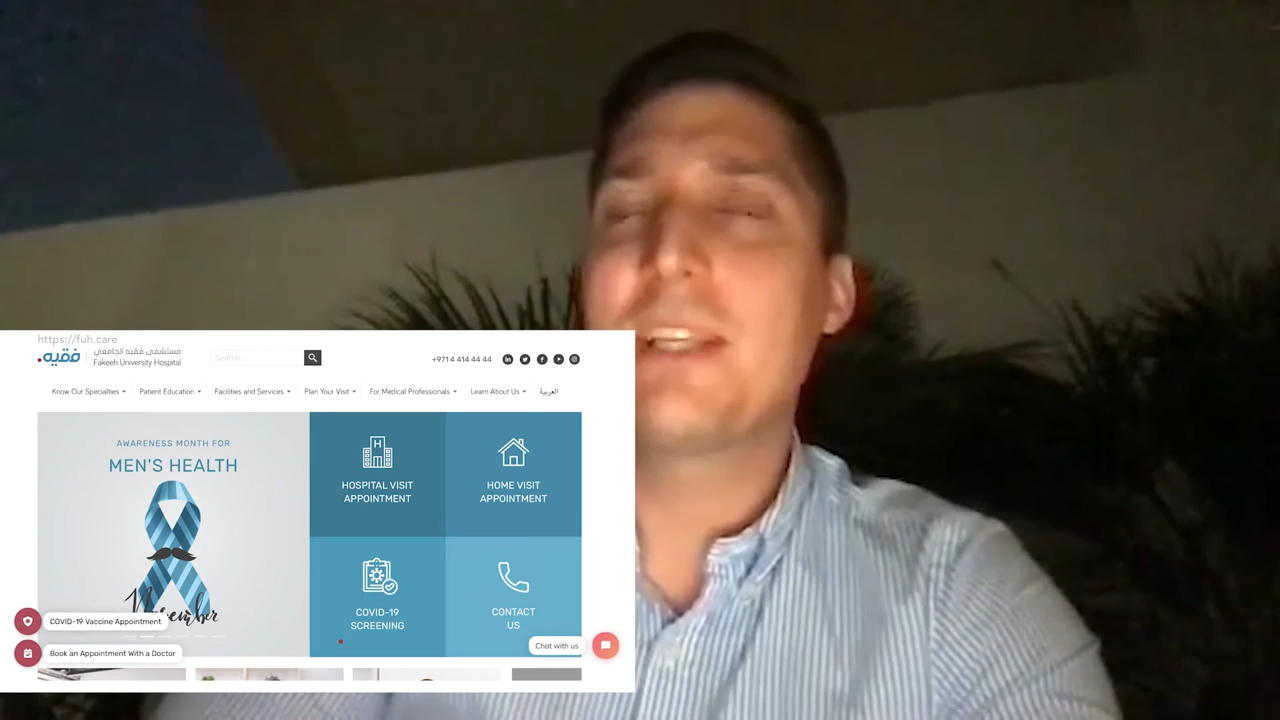 https://fuh.care
فقيه
مستشفى فقيه الجامعي
Fakeeh University Hospital
Search...
+971 4 414 44 44
Know Our Specialties
Patient Education
Facilities and Services
Plan Your Visit
For Medical Professionals
Learn About Us
العربية
AWARENESS MONTH FOR
MEN'S HEALTH
November
HOSPITAL VISIT
APPOINTMENT
HOME VISIT
APPOINTMENT
COVID-19
SCREENING
CONTACT
US
COVID-19 Vaccine Appointment
Book an Appointment With a Doctor
Chat with us